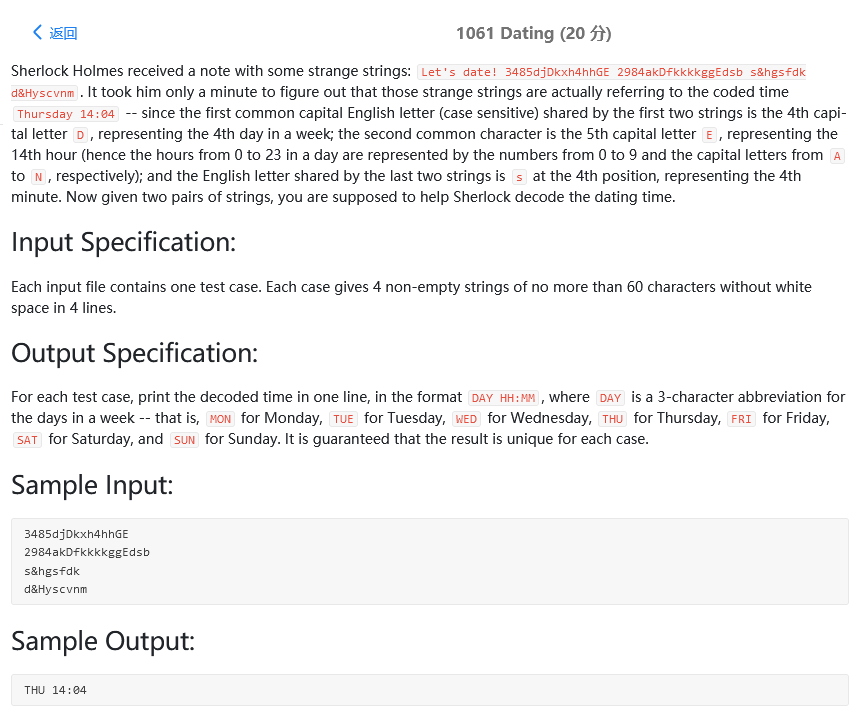 返回
1061 Dating (20 分)
Sherlock Holmes received a note with some strange strings: Let's date! 3485djDkxh4hhGE 2984akDfkkkkggEdsb s&hgsfdk
d&Hyscvnm. It took him only a minute to figure out that those strange strings are actually referring to the coded time
Thursday 14:04 -- since the first common capital English letter (case sensitive) shared by the first two strings is the 4th capi-
tal letter D, representing the 4th day in a week; the second common character is the 5th capital letter E, representing the
14th hour (hence the hours from 0 to 23 in a day are represented by the numbers from 0 to 9 and the capital letters from A
to N, respectively); and the English letter shared by the last two strings is s at the 4th position, representing the 4th
minute. Now given two pairs of strings, you are supposed to help Sherlock decode the dating time.
Input Specification:
Each input file contains one test case. Each case gives 4 non-empty strings of no more than 60 characters without white
space in 4 lines.
Output Specification:
For each test case, print the decoded time in one line, in the format DAY HH:MM, where DAY is a 3-character abbreviation for
the days in a week -- that is, MON for Monday, TUE for Tuesday, WED for Wednesday, THU for Thursday, FRI for Friday,
SAT for Saturday, and SUN for Sunday. It is guaranteed that the result is unique for each case.
Sample Input:
3485djDkxh4hhGE
2984akDfkkkkggEdsb
s&hgsfdk
d&Hyscvnm
Sample Output:
THU 14:04